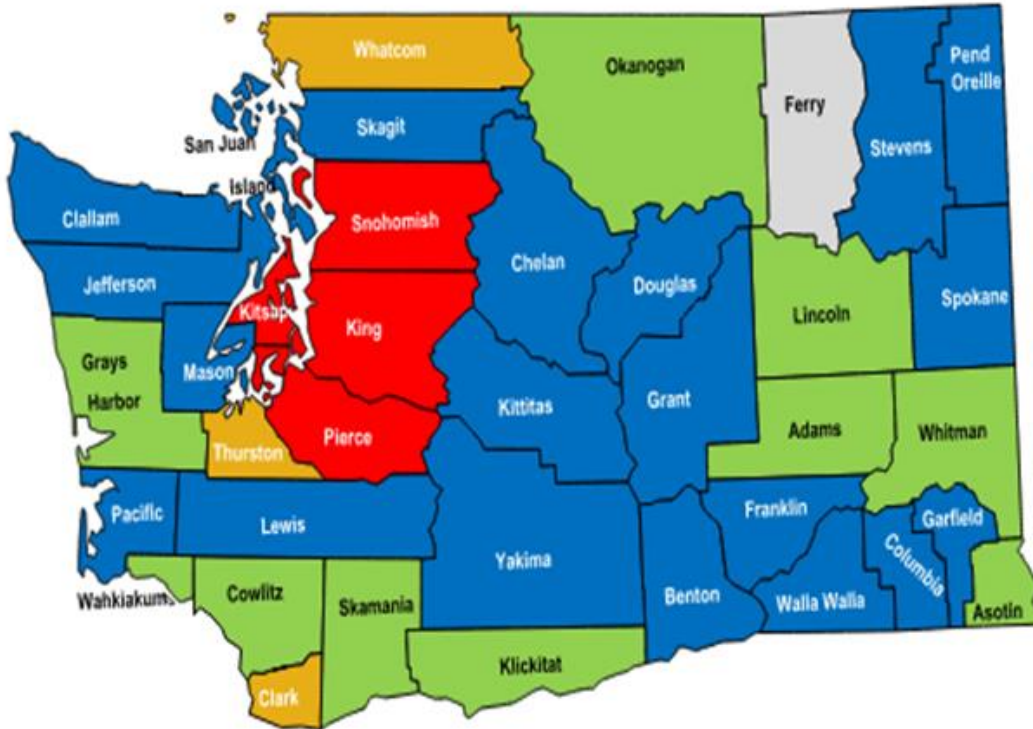 Whatcom
Okanogan
Ferry
Pend
Oreille
Stevens
San Juan
Skagit
Island
Clallam
Snohomish
Chelan
Douglas
Jefferson
Kitsap
King
Lincoln
Spokane
Grays
Harbor
Mason
Kittitas
Grant
Adams
Whitman
Thurston
Pierce
Pacific
Lewis
Yakima
Franklin
Garfield
Columbia
Benton
Walla Walla
Wahkiakum
Cowlitz
Skamania
Asotin
Klickitat
Clark